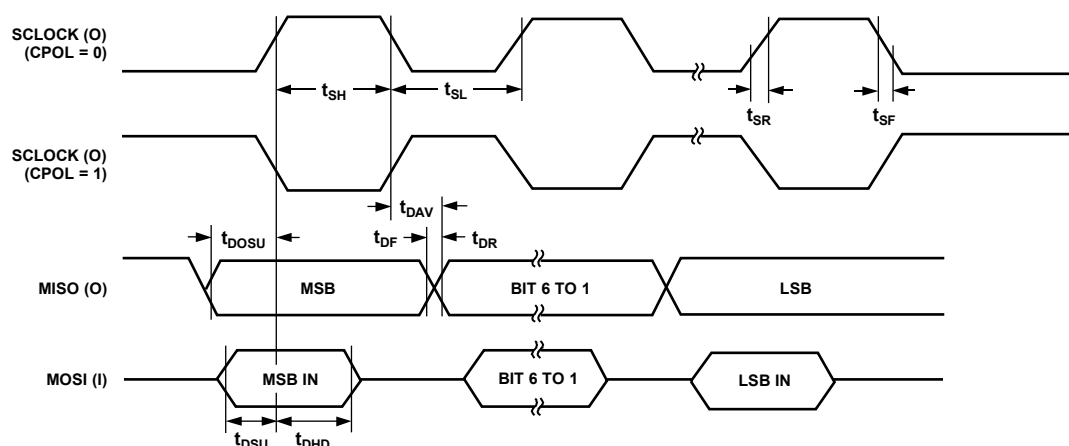 SCLOCK (O)
(CPOL = 0)
tSH
tSL
tSR
tSF
SCLOCK (O)
(CPOL = 1)
tDAV
tDOSU
tDF
tDR
MISO (O)
MSB
BIT 6 TO 1
LSB
MOSI (I)
MSB IN
BIT 6 TO 1
LSB IN
tDSU
tDHD